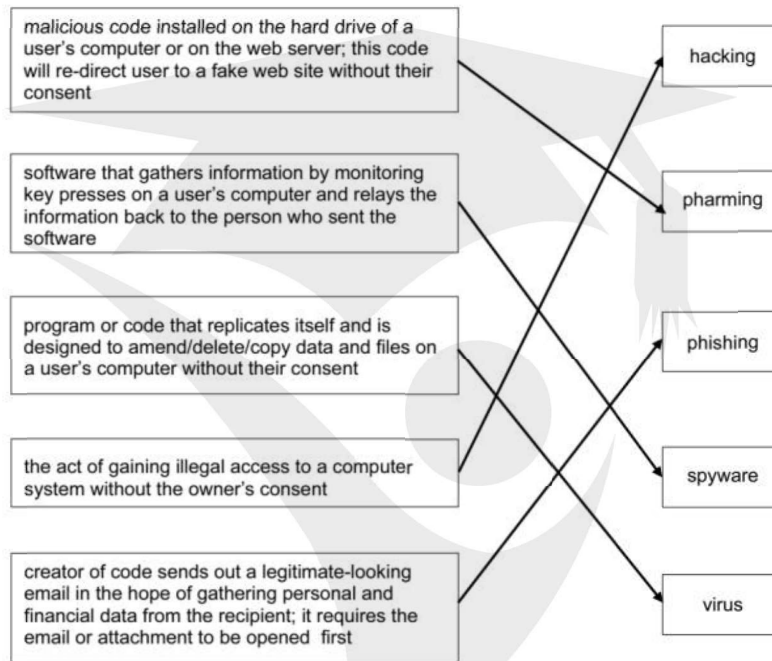 malicious code installed on the hard drive of a
user's computer or on the web server; this code
will re-direct user to a fake web site without their
consent
hacking
software that gathers information by monitoring
key presses on a user's computer and relays the
information back to the person who sent the
software
pharming
program or code that replicates itself and is
designed to amend/delete/copy data and files on
a user's computer without their consent
phishing
the act of gaining illegal access to a computer
system without the owner's consent
spyware
creator of code sends out a legitimate-looking
email in the hope of gathering personal and
financial data from the recipient; it requires the
email or attachment to be opened  first
virus